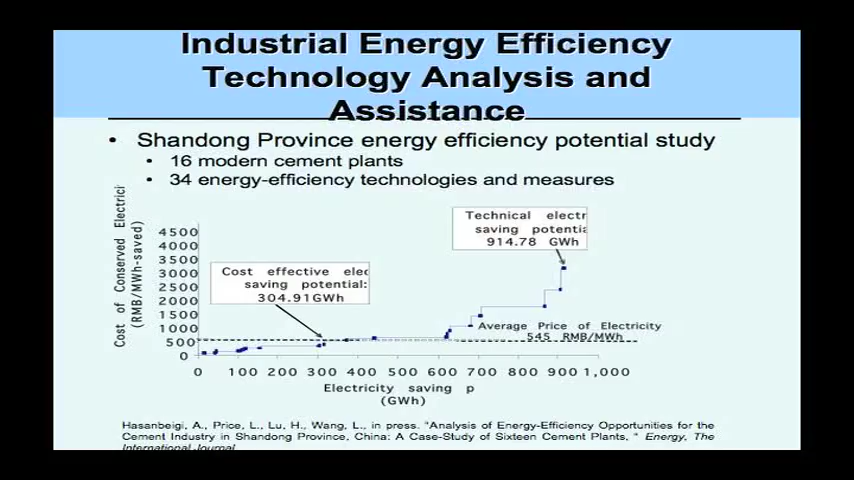 Industrial Energy Efficiency
Technology Analysis and
Assistance
• Shandong Province energy efficiency potential study
• 16 modern cement plants
• 34 energy-efficiency technologies and measures
Cost of Conserved Electrici
(RMB/MWh-saved)
4500
4000
3500
3000
2500
2000
1500
1000
500
0
Technical electr
saving potentia
914.78 GWh
Cost effective elec
saving potential:
304.91GWh
Average Price of Electricity
545 RMB/MWh
0 100 200 300 400 500 600 700 800 900 1,000
Electricity saving p
(GWh)
Hasanbeigi, A., Price, L., Lu, H., Wang, L., in press. "Analysis of Energy-Efficiency Opportunities for the
Cement Industry in Shandong Province, China: A Case-Study of Sixteen Cement Plants, " Energy, The
International Journal